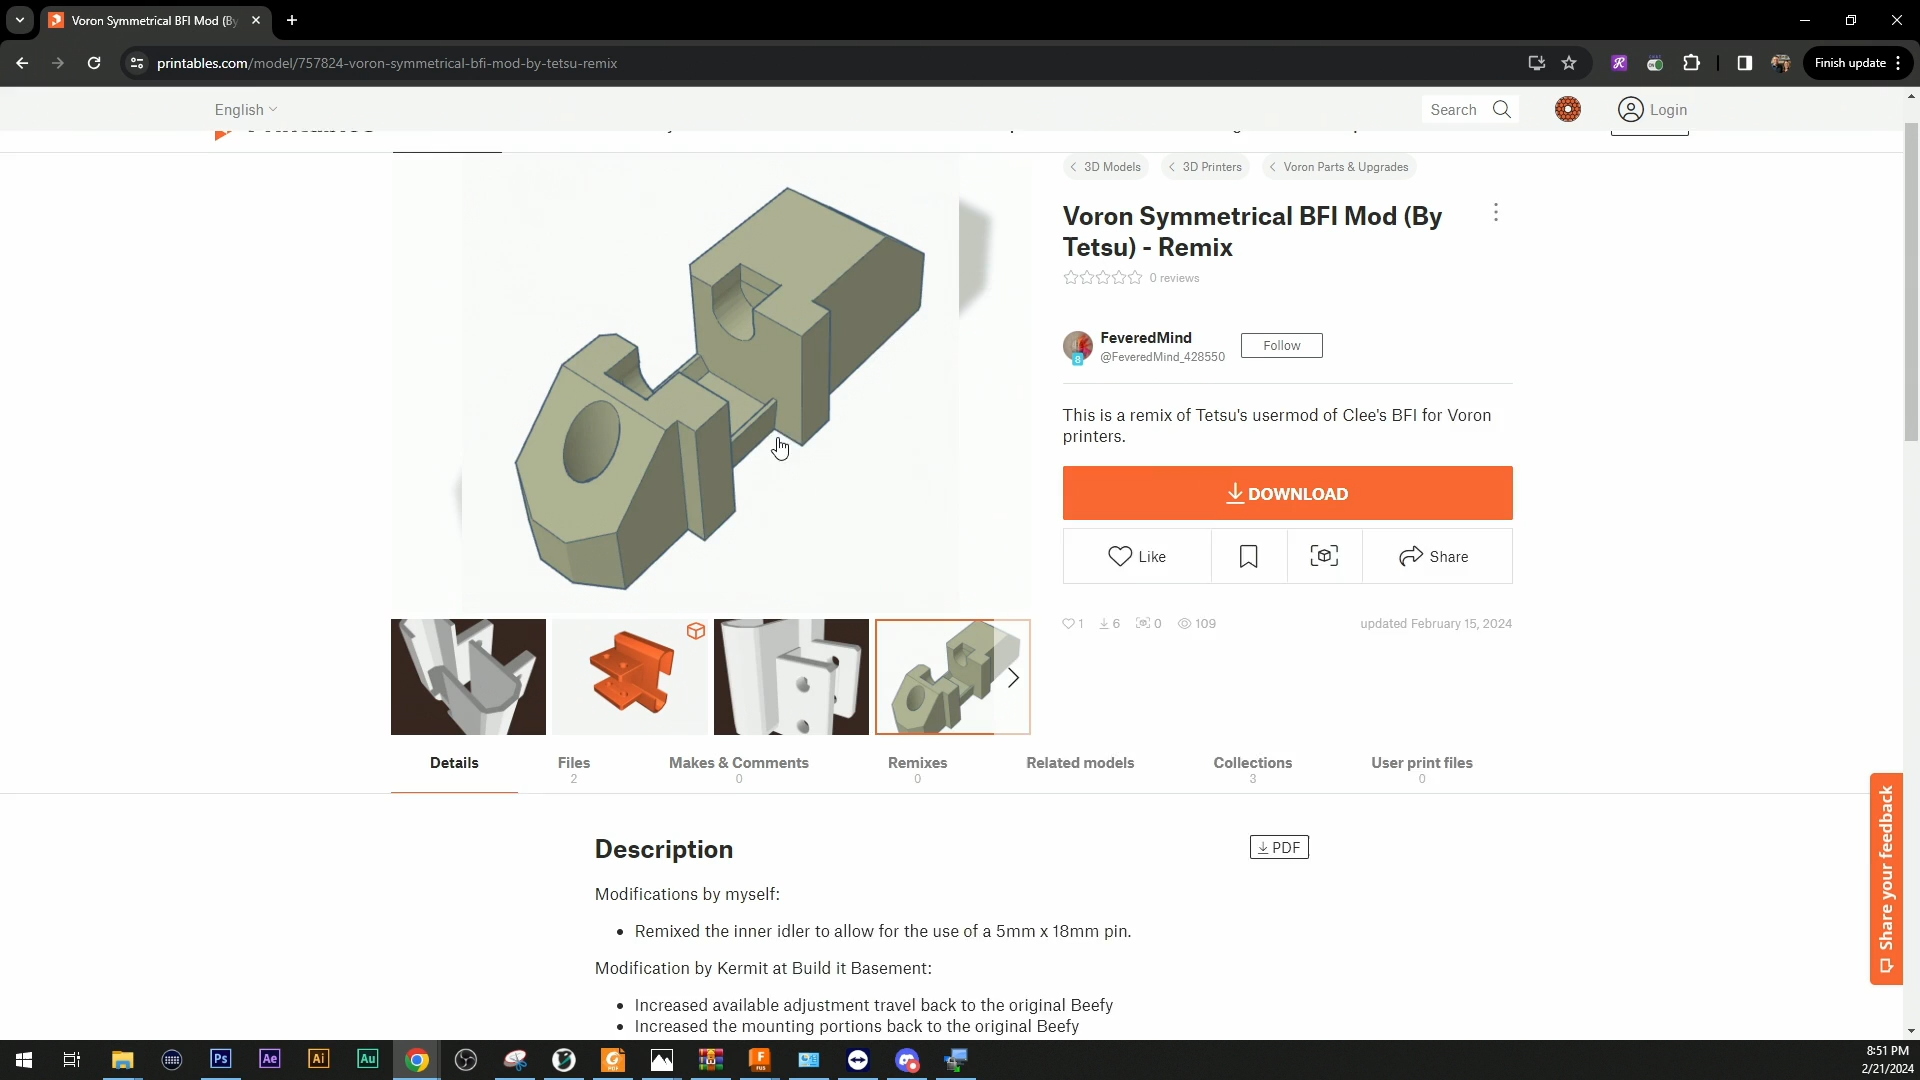 Voron Symmetrical BFI Mod (By
printables.com/model/757824-voron-symmetrical-bfi-mod-by-tetsu-remix
Finish update
English
Search
Login
3D Models
3D Printers
Voron Parts & Upgrades
Voron Symmetrical BFI Mod (By
Tetsu) - Remix
0 reviews
FeveredMind
@FeveredMind_428550
8
Follow
This is a remix of Tetsu's usermod of Clee's BFI for Voron
printers.
DOWNLOAD
Like
Share
1 6 0 109
updated February 15, 2024
Details
Files
2
Makes & Comments
0
Remixes
0
Related models
Collections
3
User print files
0
Share your feedback
Description
PDF
Modifications by myself:
• Remixed the inner idler to allow for the use of a 5mm x 18mm pin.
Modification by Kermit at Build it Basement:
• Increased available adjustment travel back to the original Beefy
• Increased the mounting portions back to the original Beefy
Ps
Ae
Ai
Au
8:51 PM
2/21/2024